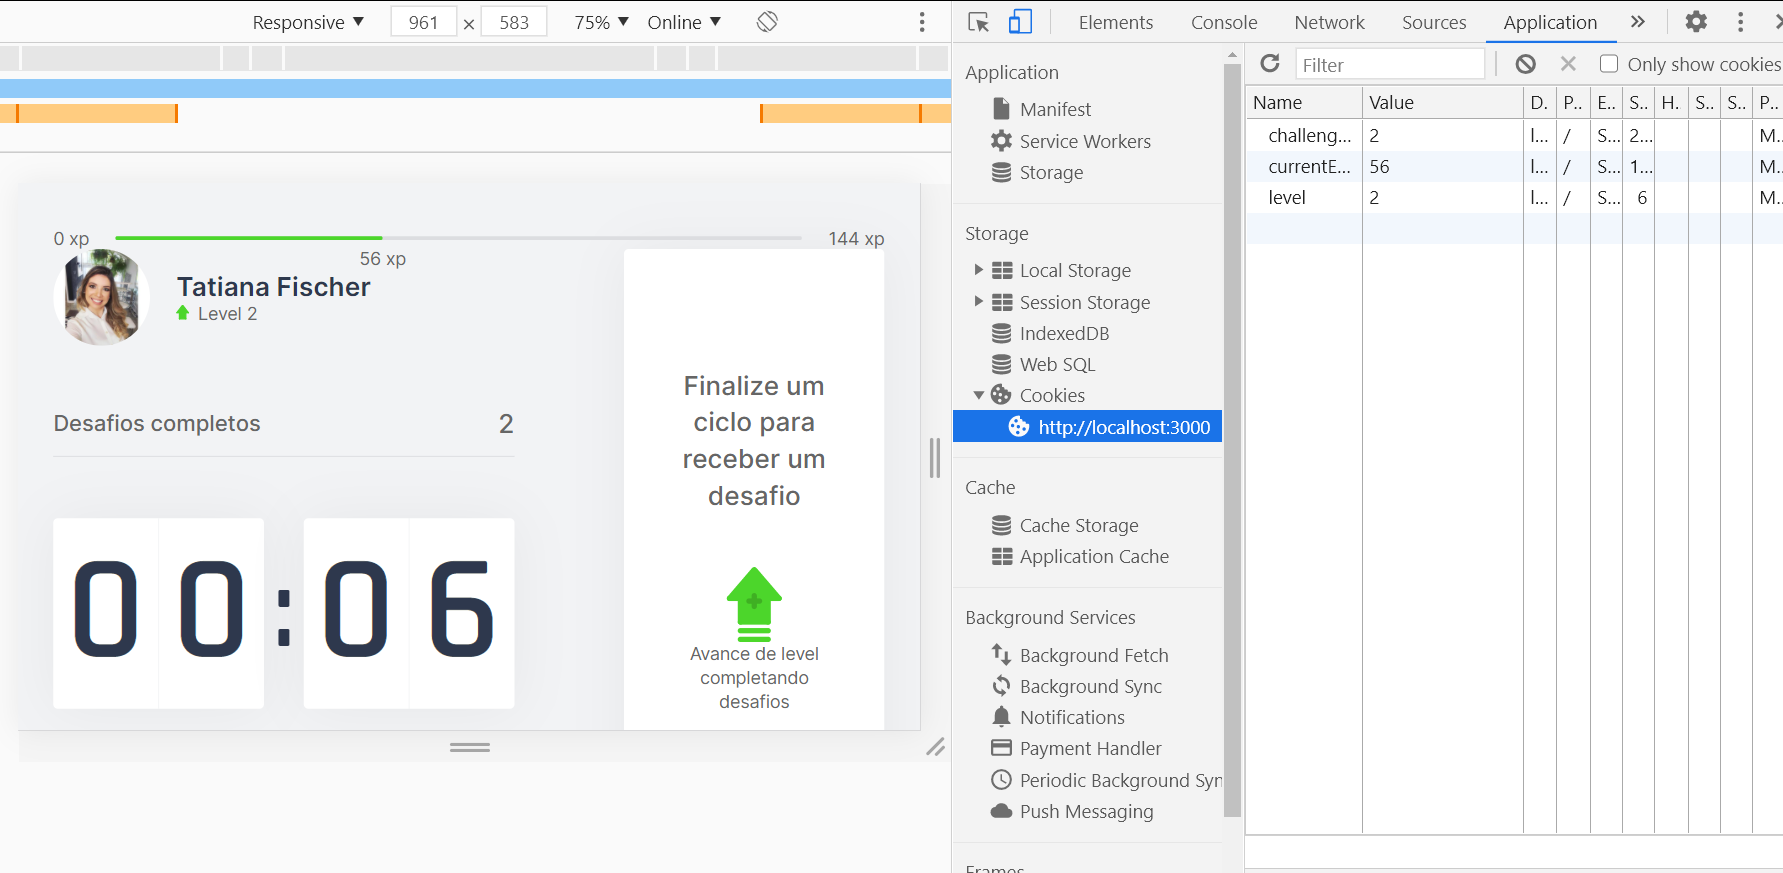 Responsive ▼ 961 × 583 75% ▼ Online ▼
Elements Console Network Sources Application »
0 xp 144 xp
56 xp
Tatiana Fischer
Level 2
Desafios completos 2
00:06
Finalize um
ciclo para
receber um
desafio
Avance de level
completando
desafios
Application
Manifest
Service Workers
Storage
Storage
Local Storage
Session Storage
IndexedDB
Web SQL
Cookies
http://localhost:3000
Cache
Cache Storage
Application Cache
Background Services
Background Fetch
Background Sync
Notifications
Payment Handler
Periodic Background Syn
Push Messaging
Frames
Filter Only show cookies
Name Value D. P.. E.. S.. H. S.. S.. P..
challeng... 2 l... / S... 2... M..
currentE... 56 l... / S... 1... M..
level 2 l... / S... 6 M..